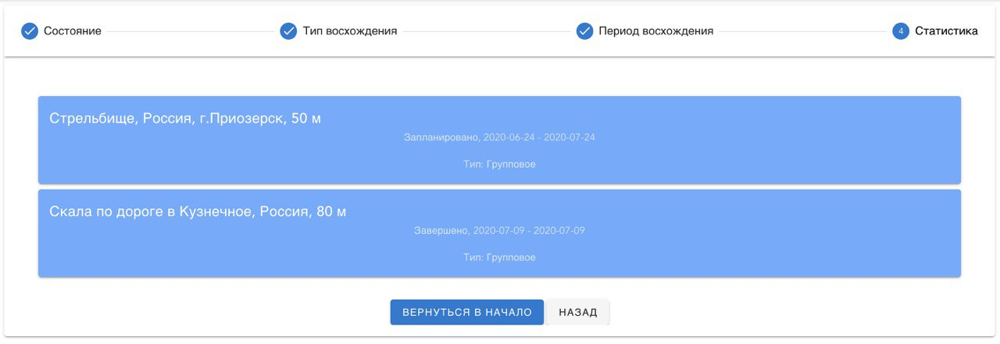 Состояние
Тип восхождения
Период восхождения
4 Статистика
Стрельбище, Россия, г.Приозерск, 50 м
Запланировано, 2020-06-24 - 2020-07-24
Тип: Групповое
Скала по дороге в Кузнечное, Россия, 80 м
Завершено, 2020-07-09 - 2020-07-09
Тип: Групповое
ВЕРНУТЬСЯ В НАЧАЛО
НАЗАД